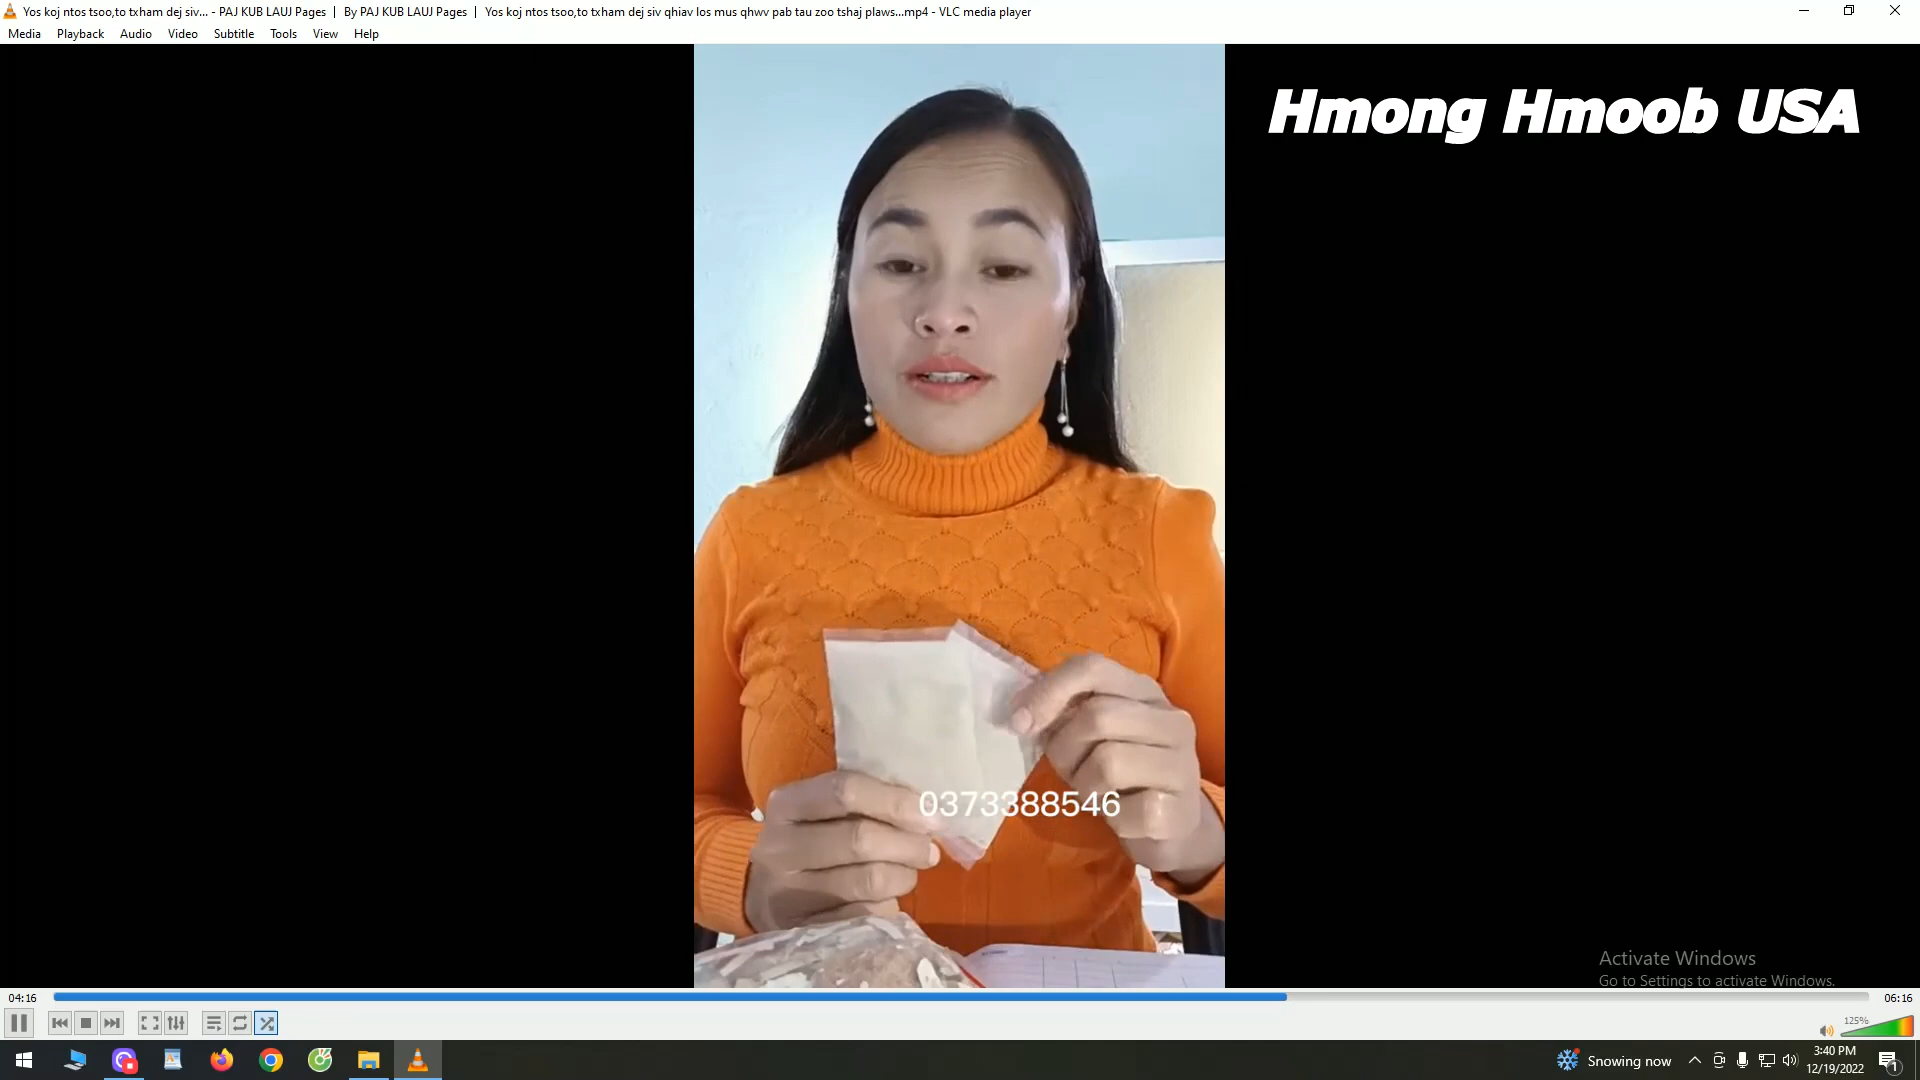 Yos koj ntos tsoo,to txham dej siv... - PAJ KUB LAUJ Pages | By PAJ KUB LAUJ Pages | Yos koj ntos tsoo,to txham dej siv qhiav los mus qhwv pab tau zoo tshaj plaws...mp4 - VLC media player
Media Playback Audio Video Subtitle Tools View Help
Hmong Hmoob USA
0373388546
Activate Windows
Go to Settings to activate Windows.
04:16
06:16
125%
Snowing now
3:40 PM
12/19/2022
1